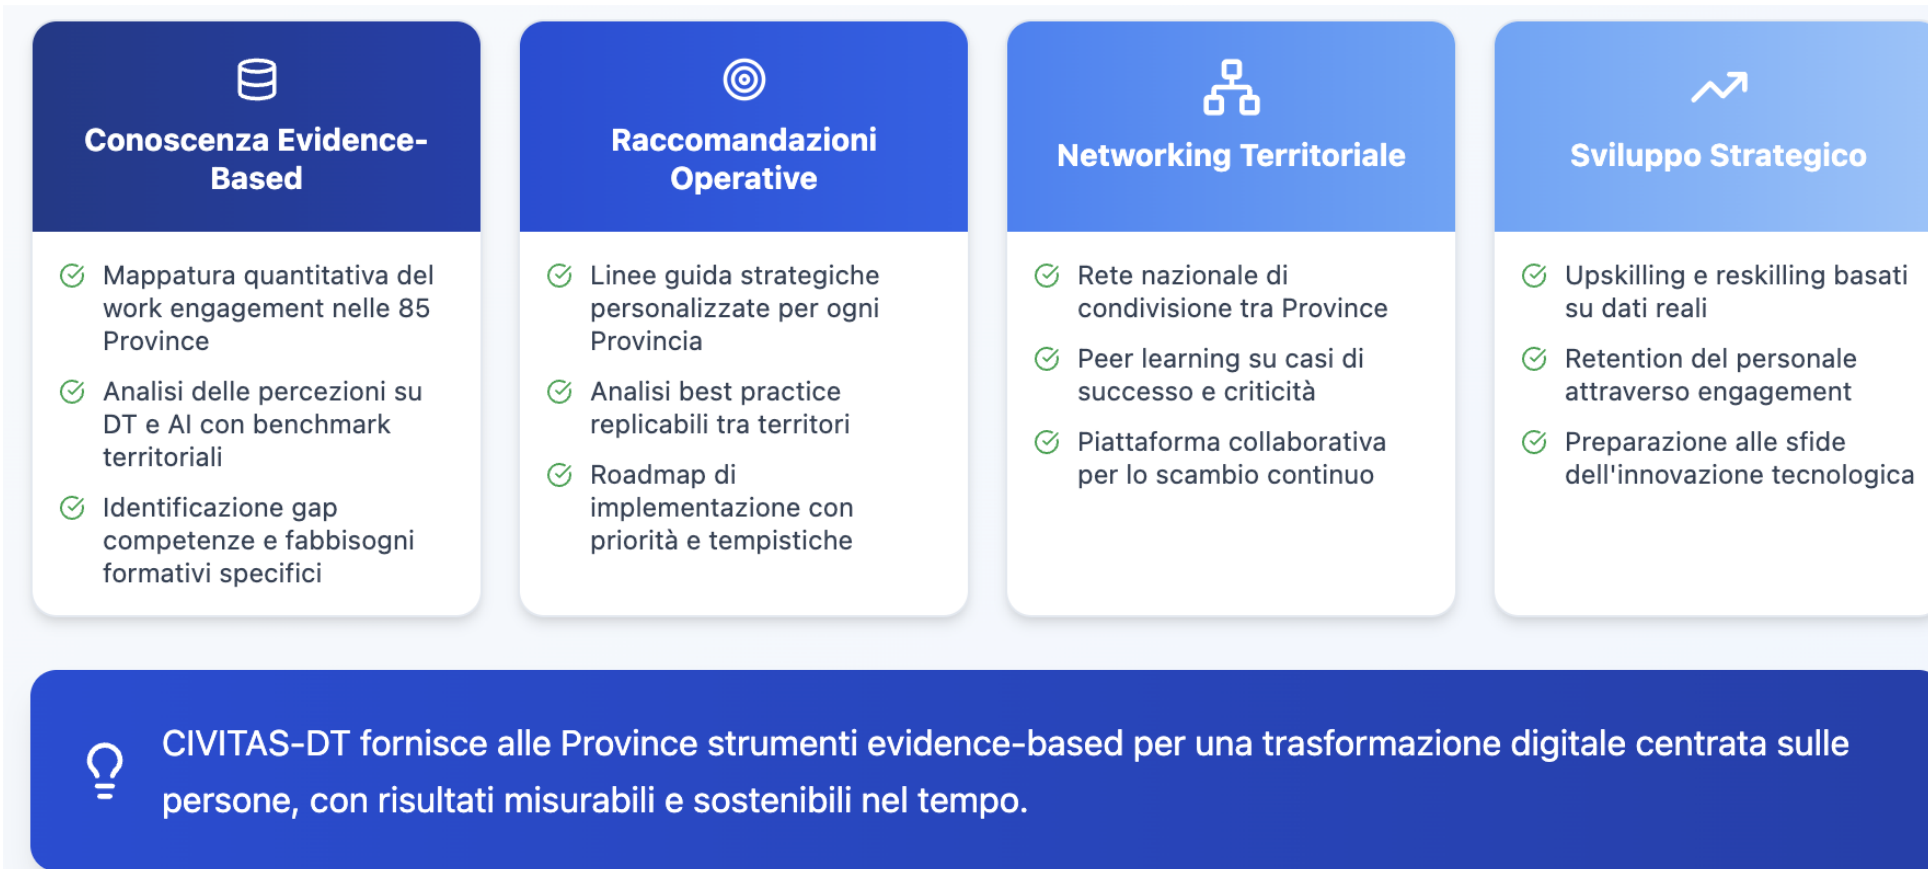 Conoscenza Evidence-
Based
Mappatura quantitativa del
work engagement nelle 85
Province
Analisi delle percezioni su
DT e AI con benchmark
territoriali
Identificazione gap
competenze e fabbisogni
formativi specifici
Raccomandazioni
Operative
Linee guida strategiche
personalizzate per ogni
Provincia
Analisi best practice
replicabili tra territori
Roadmap di
implementazione con
priorità e tempistiche
Networking Territoriale
Rete nazionale di
condivisione tra Province
Peer learning su casi di
successo e criticità
Piattaforma collaborativa
per lo scambio continuo
Sviluppo Strategico
Upskilling e reskilling basati
su dati reali
Retention del personale
attraverso engagement
Preparazione alle sfide
dell'innovazione tecnologica
CIVITAS-DT fornisce alle Province strumenti evidence-based per una trasformazione digitale centrata sulle
persone, con risultati misurabili e sostenibili nel tempo.